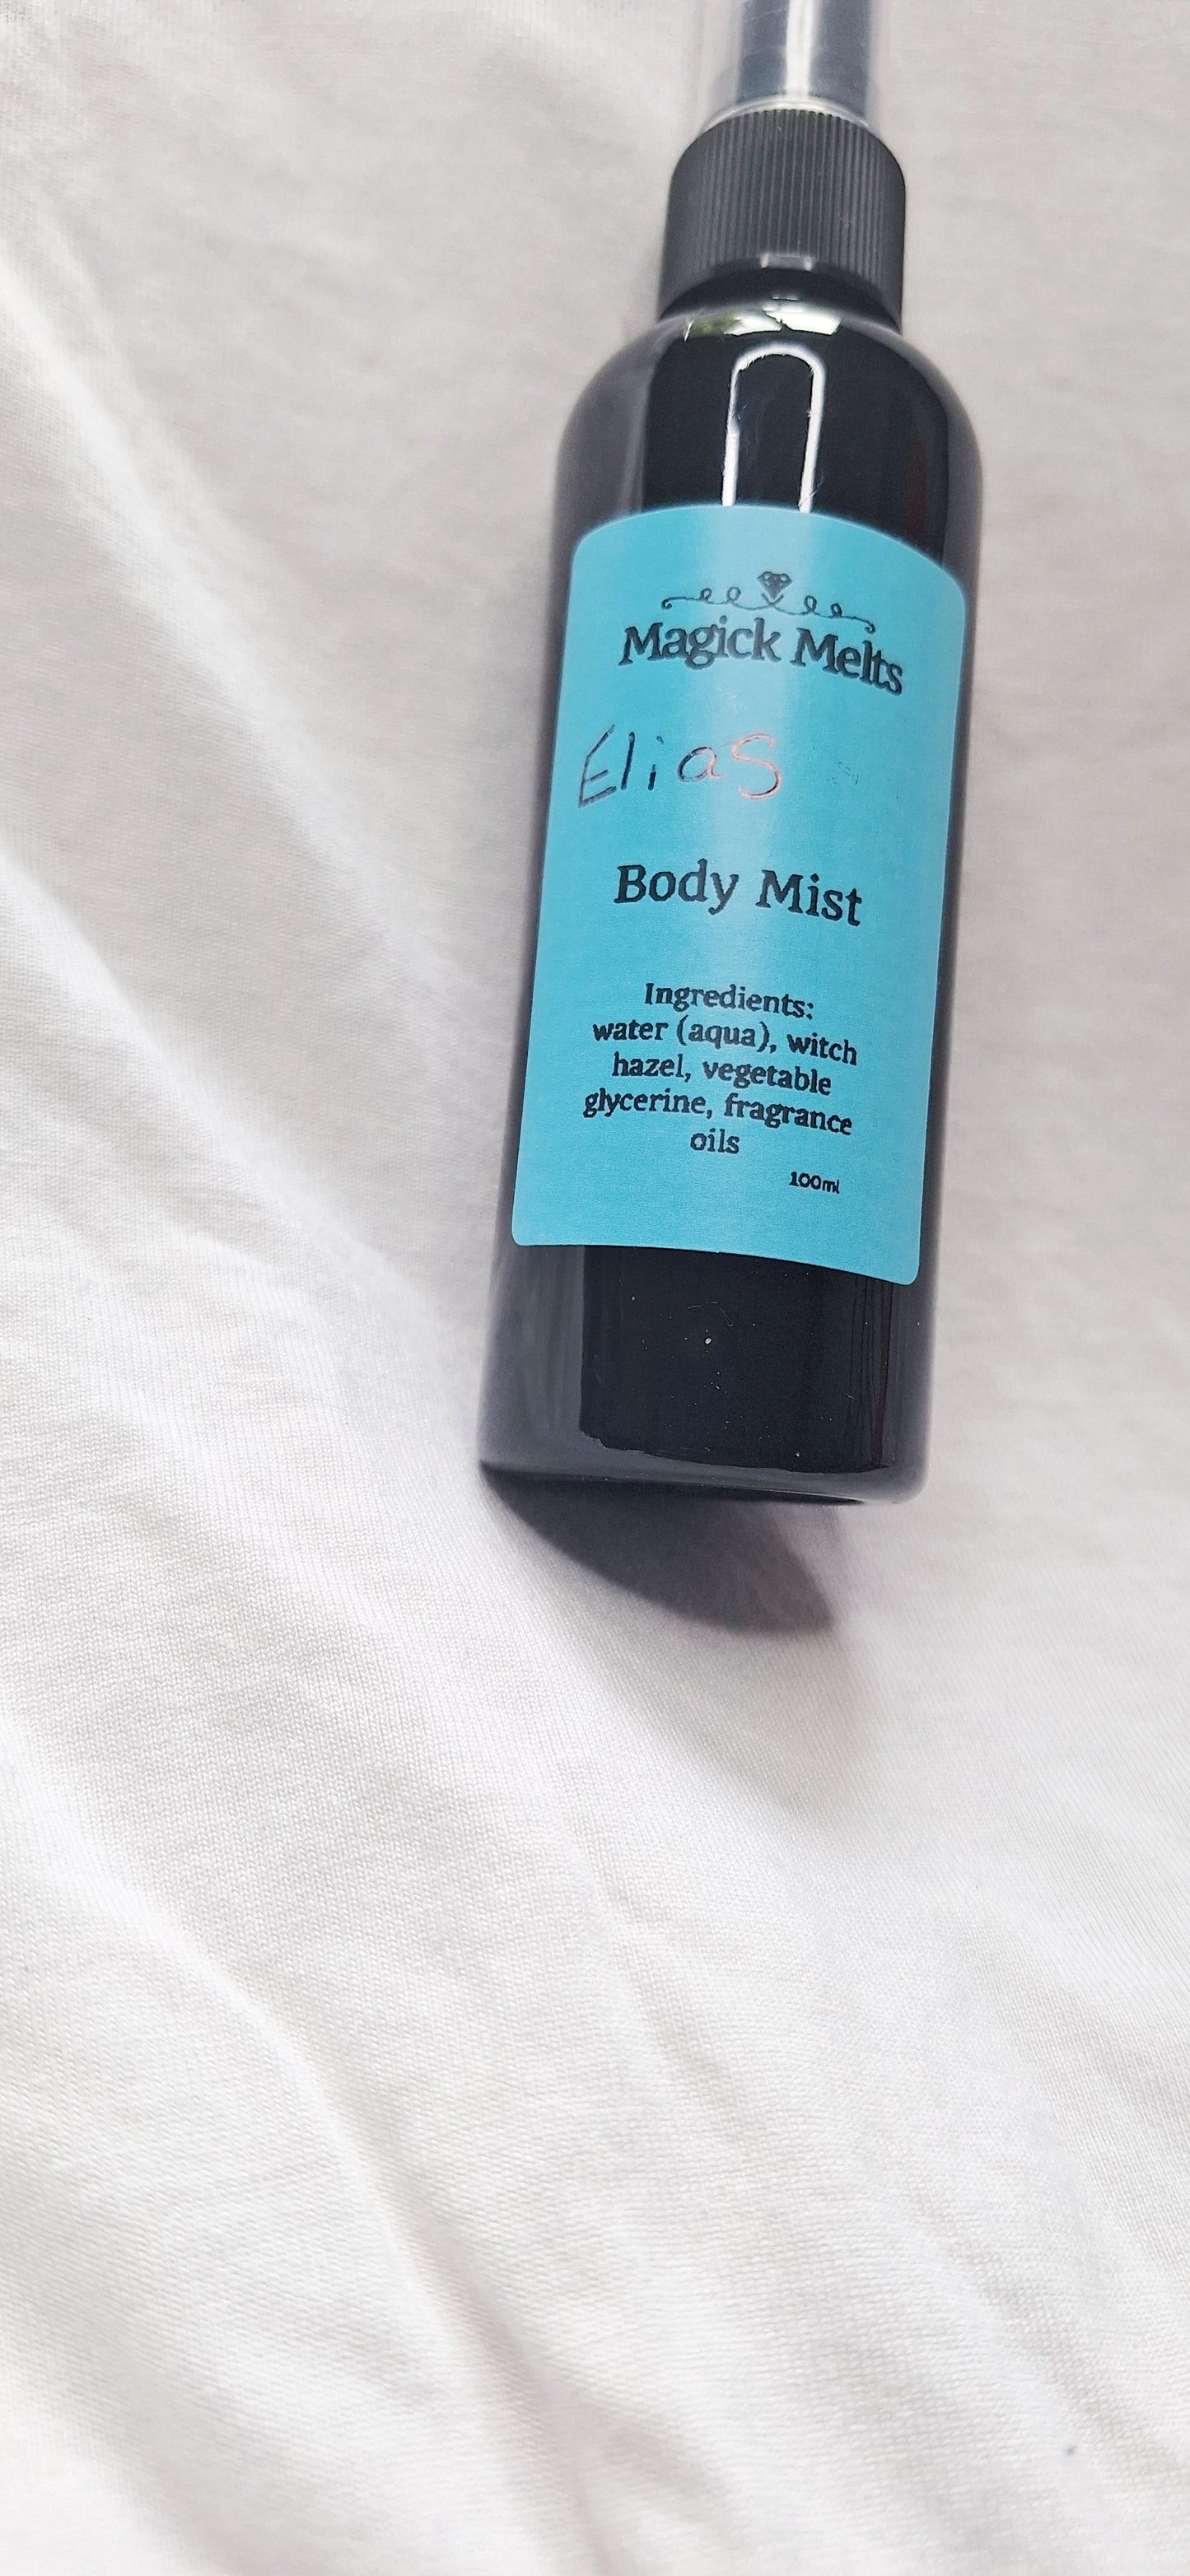 Magick Melts
Elias
Body Mist
Ingredients:
water (aqua), witch
hazel, vegetable
glycerine, fragrance
oils
100ml